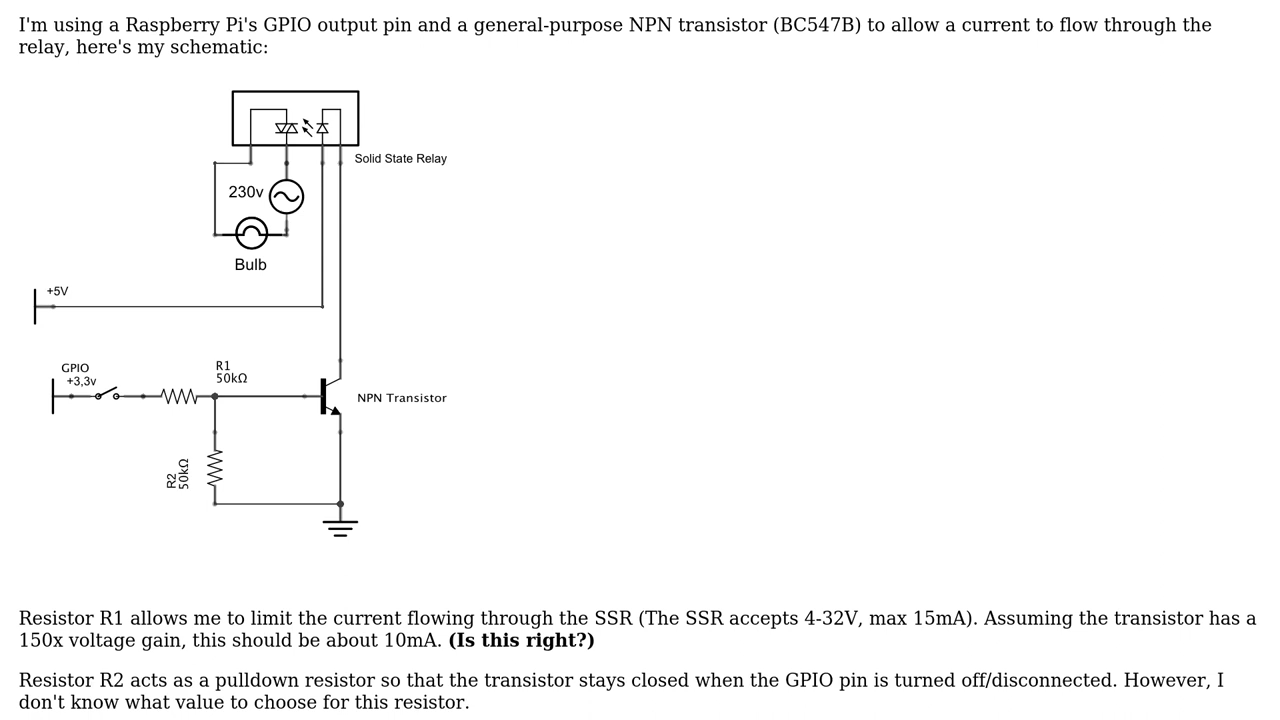 I'm using a Raspberry Pi's GPIO output pin and a general-purpose NPN transistor (BC547B) to allow a current to flow through the
relay, here's my schematic:
Solid State Relay
230v
Bulb
+5V
GPIO
+3,3v
R1
50kΩ
NPN Transistor
R2
50kΩ
Resistor R1 allows me to limit the current flowing through the SSR (The SSR accepts 4-32V, max 15mA). Assuming the transistor has a
150x voltage gain, this should be about 10mA. (Is this right?)
Resistor R2 acts as a pulldown resistor so that the transistor stays closed when the GPIO pin is turned off/disconnected. However, I
don't know what value to choose for this resistor.